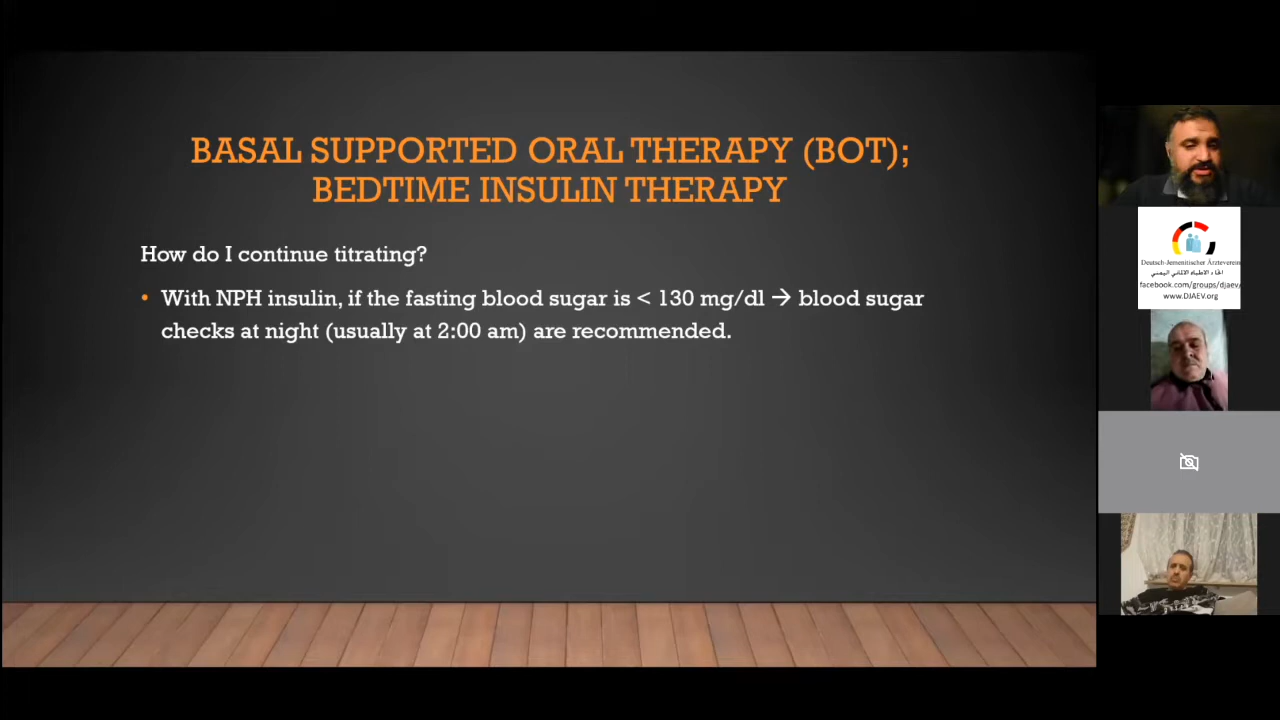 BASAL SUPPORTED ORAL THERAPY (BOT);
BEDTIME INSULIN THERAPY
How do I continue titrating?
• With NPH insulin, if the fasting blood sugar is < 130 mg/dl → blood sugar
checks at night (usually at 2:00 am) are recommended.
Deutsch-Jemenitischer Ärzteverein
facebook.com/groups/djaev/
www.DJAEV.org